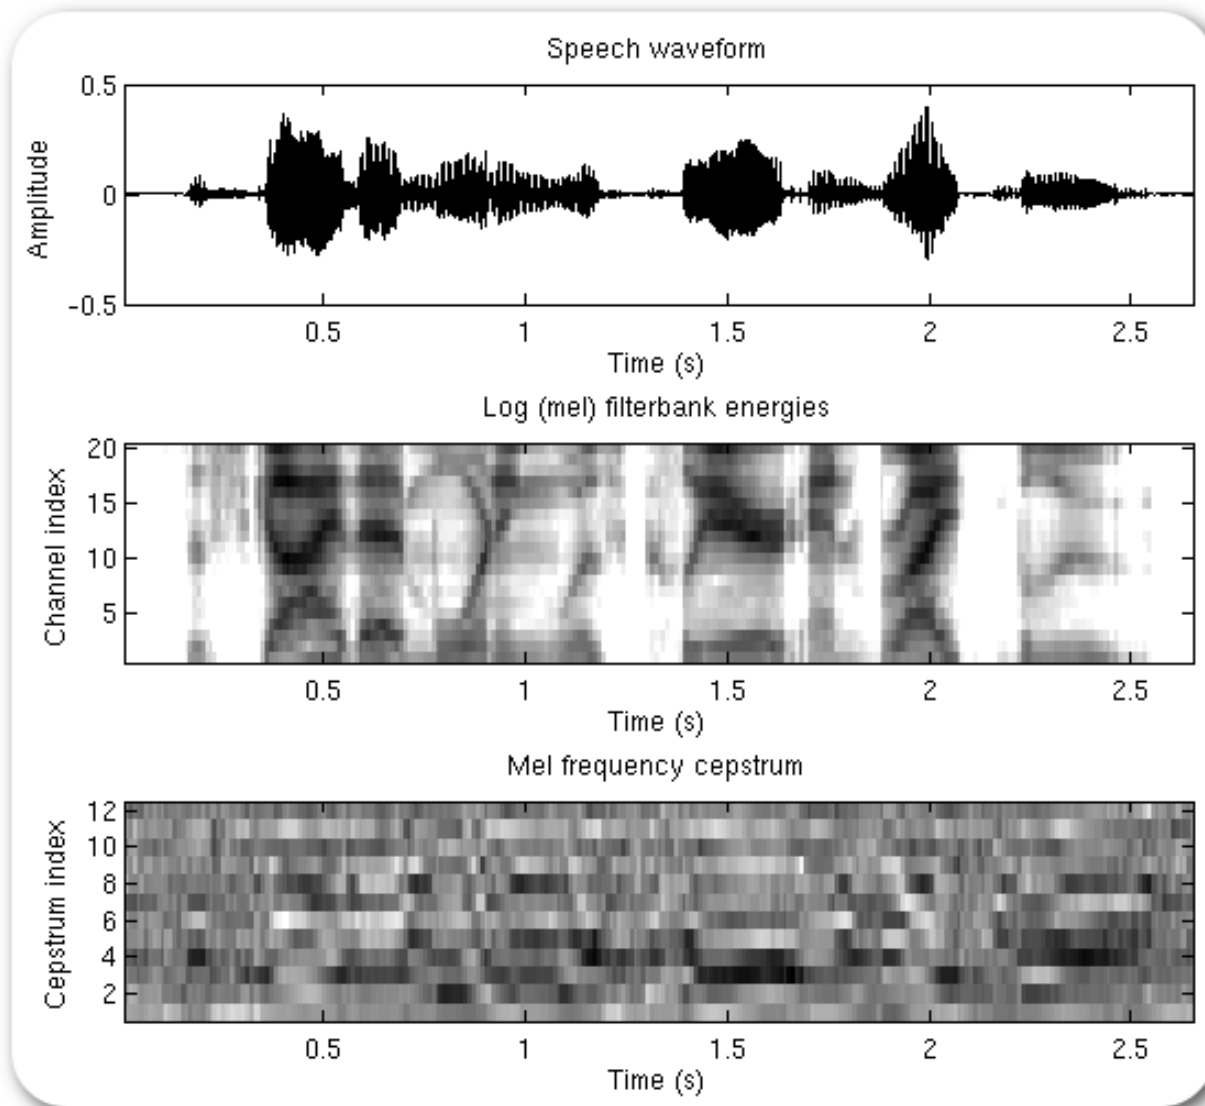 Speech waveform
0.5
0
-0.5
Amplitude
0.5 1 1.5 2 2.5
Time (s)
Log (mel) filterbank energies
20
15
10
5
Channel index
0.5 1 1.5 2 2.5
Time (s)
Mel frequency cepstrum
12
10
8
6
4
2
Cepstrum index
0.5 1 1.5 2 2.5
Time (s)